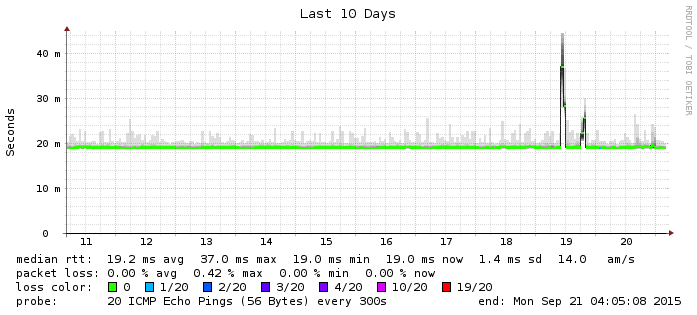 Last 10 Days
RRDTOOL / TOBI OETIKER
Seconds
40 m
30 m
20 m
10 m
0
11 12 13 14 15 16 17 18 19 20
median rtt: 19.2 ms avg 37.0 ms max 19.0 ms min 19.0 ms now 1.4 ms sd 14.0 am/s
packet loss: 0.00 % avg 0.42 % max 0.00 % min 0.00 % now
loss color: 0 1/20 2/20 3/20 4/20 10/20 19/20
probe: 20 ICMP Echo Pings (56 Bytes) every 300s end: Mon Sep 21 04:05:08 2015